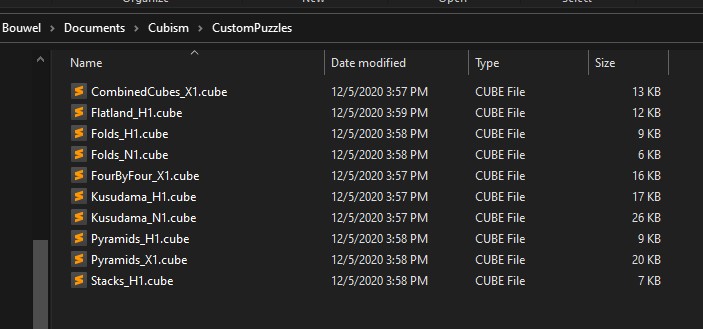 Organize New Open Select
Bouwel > Documents > Cubism > CustomPuzzles
Name Date modified Type Size
CombinedCubes_X1.cube 12/5/2020 3:57 PM CUBE File 13 KB
Flatland_H1.cube 12/5/2020 3:59 PM CUBE File 12 KB
Folds_H1.cube 12/5/2020 3:58 PM CUBE File 9 KB
Folds_N1.cube 12/5/2020 3:58 PM CUBE File 6 KB
FourByFour_X1.cube 12/5/2020 3:57 PM CUBE File 16 KB
Kusudama_H1.cube 12/5/2020 3:57 PM CUBE File 17 KB
Kusudama_N1.cube 12/5/2020 3:57 PM CUBE File 26 KB
Pyramids_H1.cube 12/5/2020 3:58 PM CUBE File 9 KB
Pyramids_X1.cube 12/5/2020 3:58 PM CUBE File 20 KB
Stacks_H1.cube 12/5/2020 3:58 PM CUBE File 7 KB